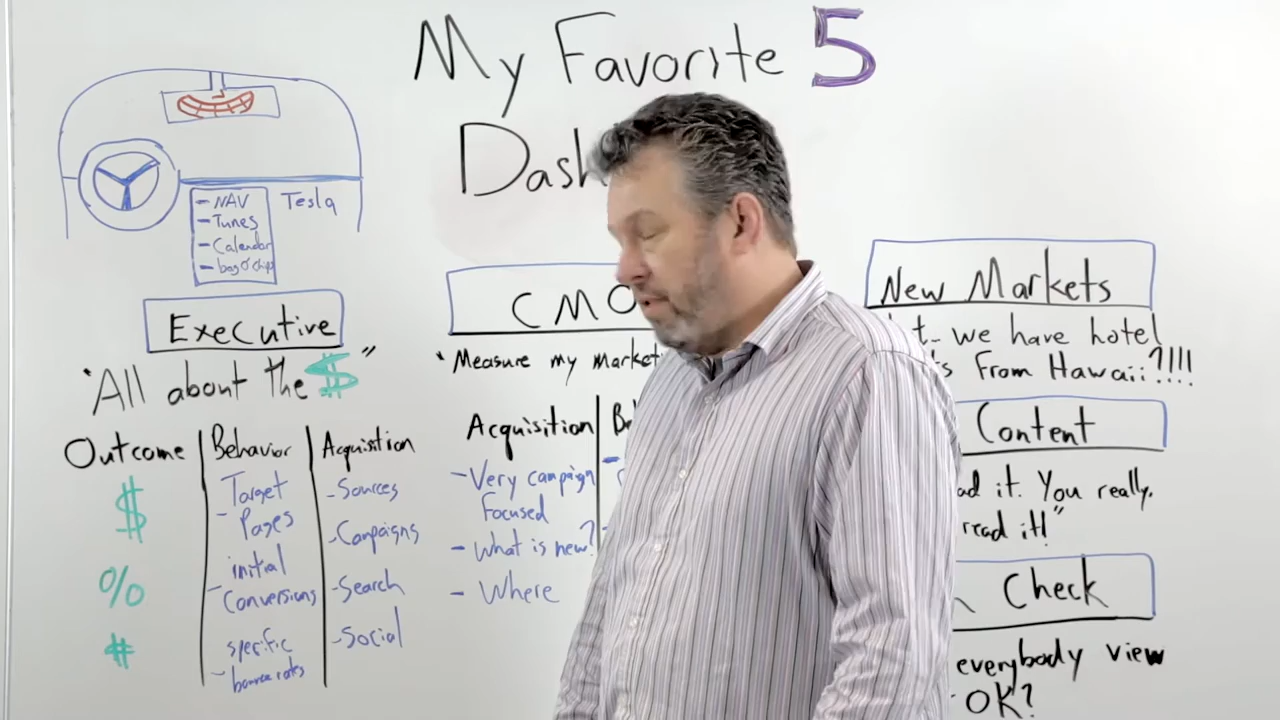 My Favorite 5
Dash
- NAV
- Tunes
- Calendar
- bag o' chips
Tesla
Executive
"All about the $"
Outcome
$
%
#
Behavior
Target
- Pages
initial
- Conversions
specific
- bounce rates
Acquisition
- Sources
- Campaigns
- Search
- Social
CMO
"Measure my market
Acquisition
- Very campaign
focused
- What is new?
- Where
New Markets
we have hotel
From Hawaii?!!!!
Content
it. You really,
read it!"
Check
everybody view
OK?